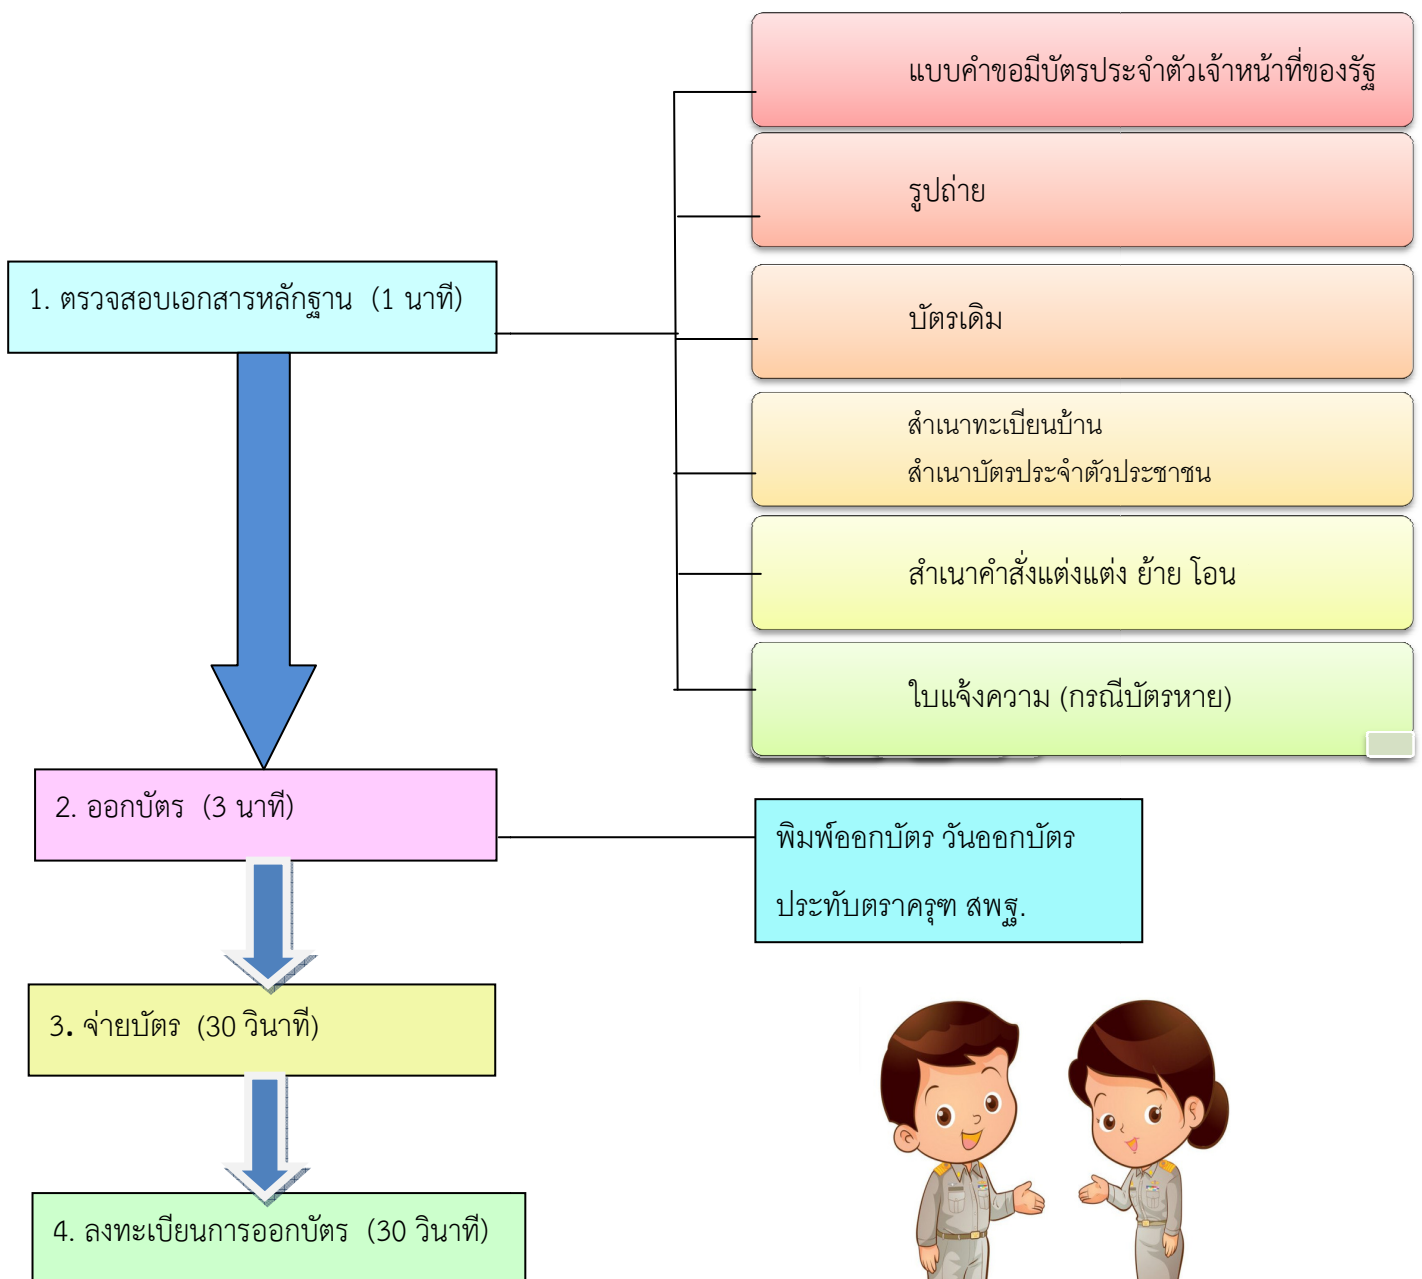 แบบคำขอมีบัตรประจำตัวเจ้าหน้าที่ของรัฐ
รูปถ่าย
1. ตรวจสอบเอกสารหลักฐาน (1 นาที)
บัตรเดิม
สำเนาทะเบียนบ้าน
สำเนาบัตรประจำตัวประชาชน
สำเนาคำสั่งแต่งแต่ง ย้าย โอน
ใบแจ้งความ (กรณีบัตรหาย)
2. ออกบัตร (3 นาที)
พิมพ์ออกบัตร วันออกบัตร
ประทับตราครุฑ สพฐ.
3. จ่ายบัตร (30 วินาที)
4. ลงทะเบียนการออกบัตร (30 วินาที)